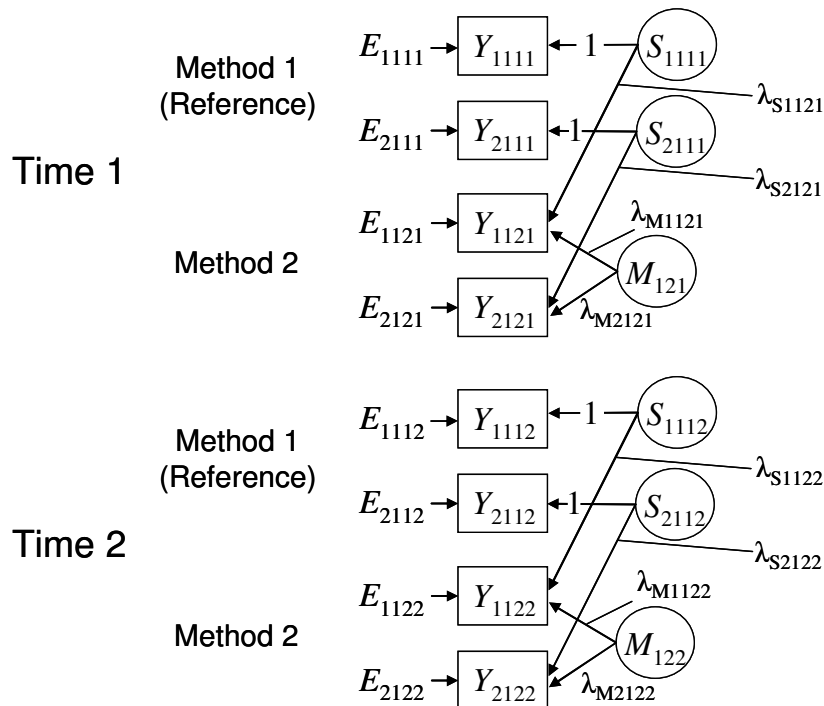 E1111 Y1111 1 S1111
Method 1
(Reference)
λS1121
E2111 Y2111 1 S2111
Time 1
λS2121
E1121 Y1121 λM1121
Method 2
M121
E2121 Y2121 λM2121
E1112 Y1112 1 S1112
Method 1
(Reference)
λS1122
E2112 Y2112 1 S2112
Time 2
λS2122
E1122 Y1122 λM1122
Method 2
M122
E2122 Y2122 λM2122